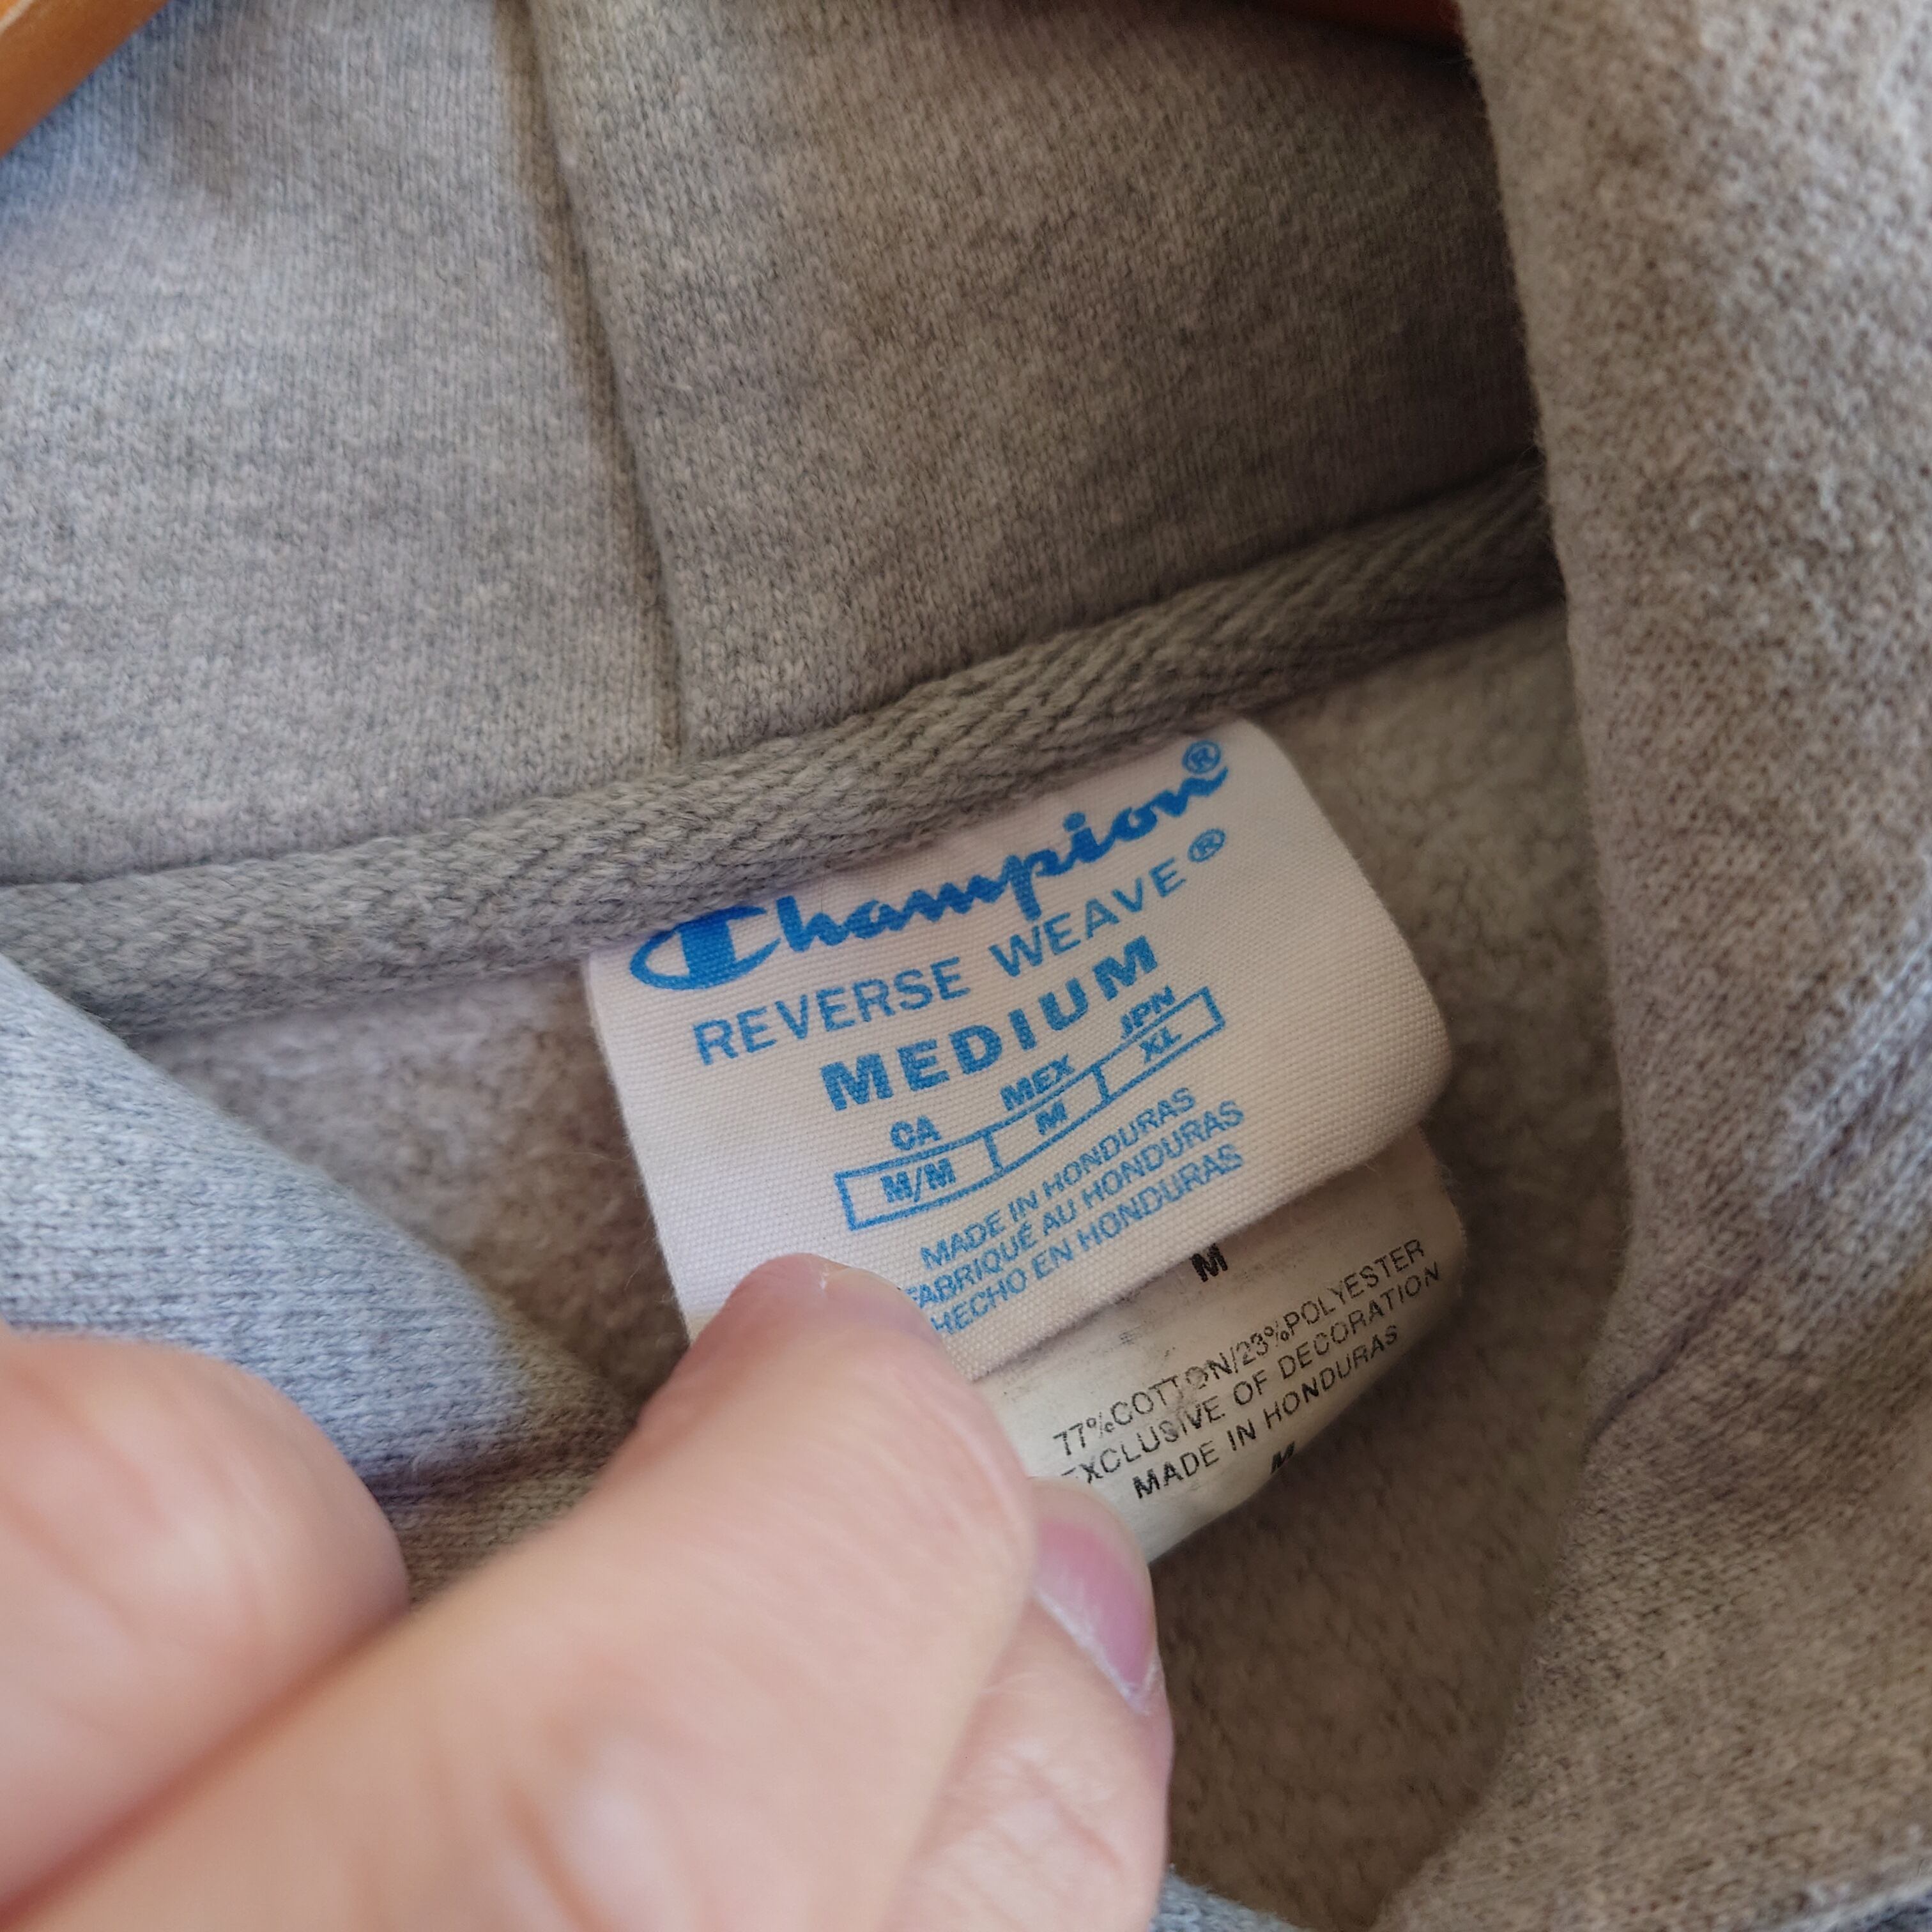 Champion®
REVERSE WEAVE®
MEDIUM
CA MEX JPN
M/M M XL
MADE IN HONDURAS
FABRIQUÉ AU HONDURAS
HECHO EN HONDURAS
M
77%COTTON/23%POLYESTER
EXCLUSIVE OF DECORATION
MADE IN HONDURAS
M